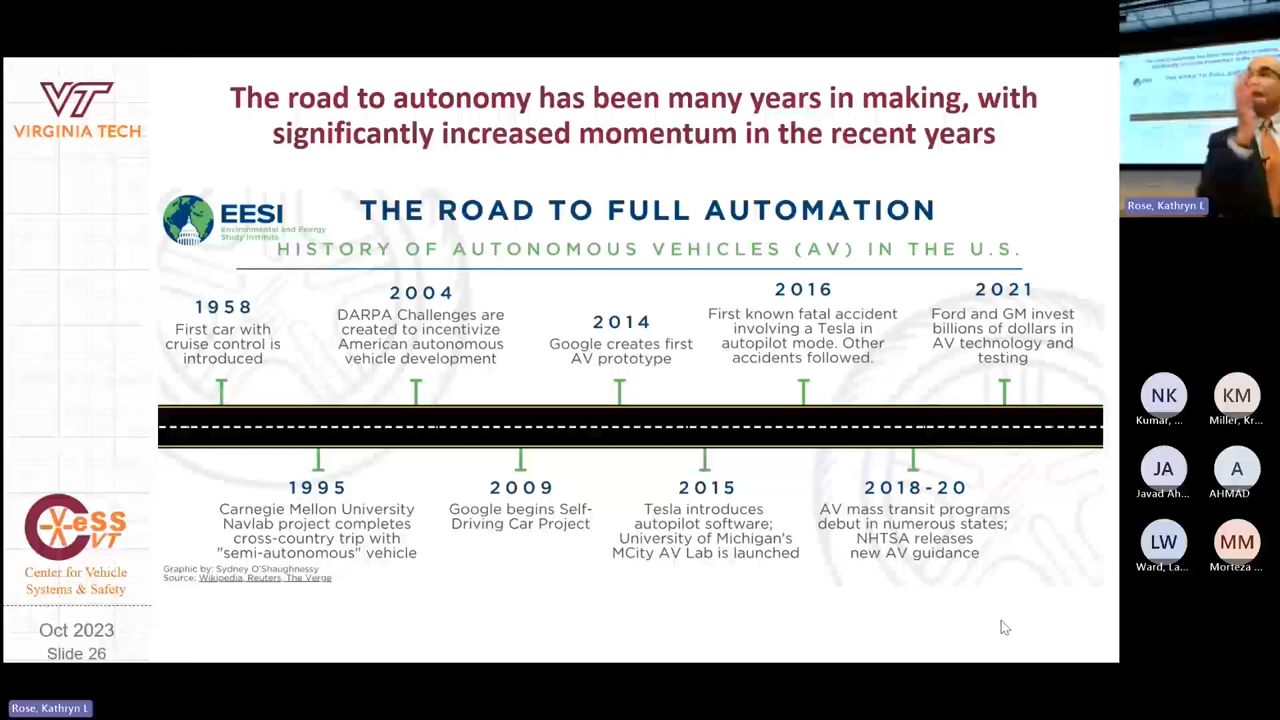 VT
VIRGINIA TECH
The road to autonomy has been many years in making, with
significantly increased momentum in the recent years
EESI
Environmental and Energy
Study Institute
THE ROAD TO FULL AUTOMATION
HISTORY OF AUTONOMOUS VEHICLES (AV) IN THE U.S.
1958
First car with
cruise control is
introduced
2004
DARPA Challenges are
created to incentivize
American autonomous
vehicle development
2014
Google creates first
AV prototype
2016
First known fatal accident
involving a Tesla in
autopilot mode. Other
accidents followed.
2021
Ford and GM invest
billions of dollars in
AV technology and
testing
1995
Carnegie Mellon University
Navlab project completes
cross-country trip with
"semi-autonomous" vehicle
2009
Google begins Self-
Driving Car Project
2015
Tesla introduces
autopilot software;
University of Michigan's
MCity AV Lab is launched
2018-20
AV mass transit programs
debut in numerous states;
NHTSA releases
new AV guidance
Graphic by: Sydney O'Shaughnessy
Source: Wikipedia, Reuters, The Verge
CVeSS
VT
Center for Vehicle
Systems & Safety
Oct 2023
Slide 26
Rose, Kathryn L
THE ROAD TO FULL
Rose, Kathryn L
NK
Kumar, ...
KM
Miller, Kr...
JA
Javad Ah...
A
AHMAD
LW
Ward, La...
MM
Morteza ...